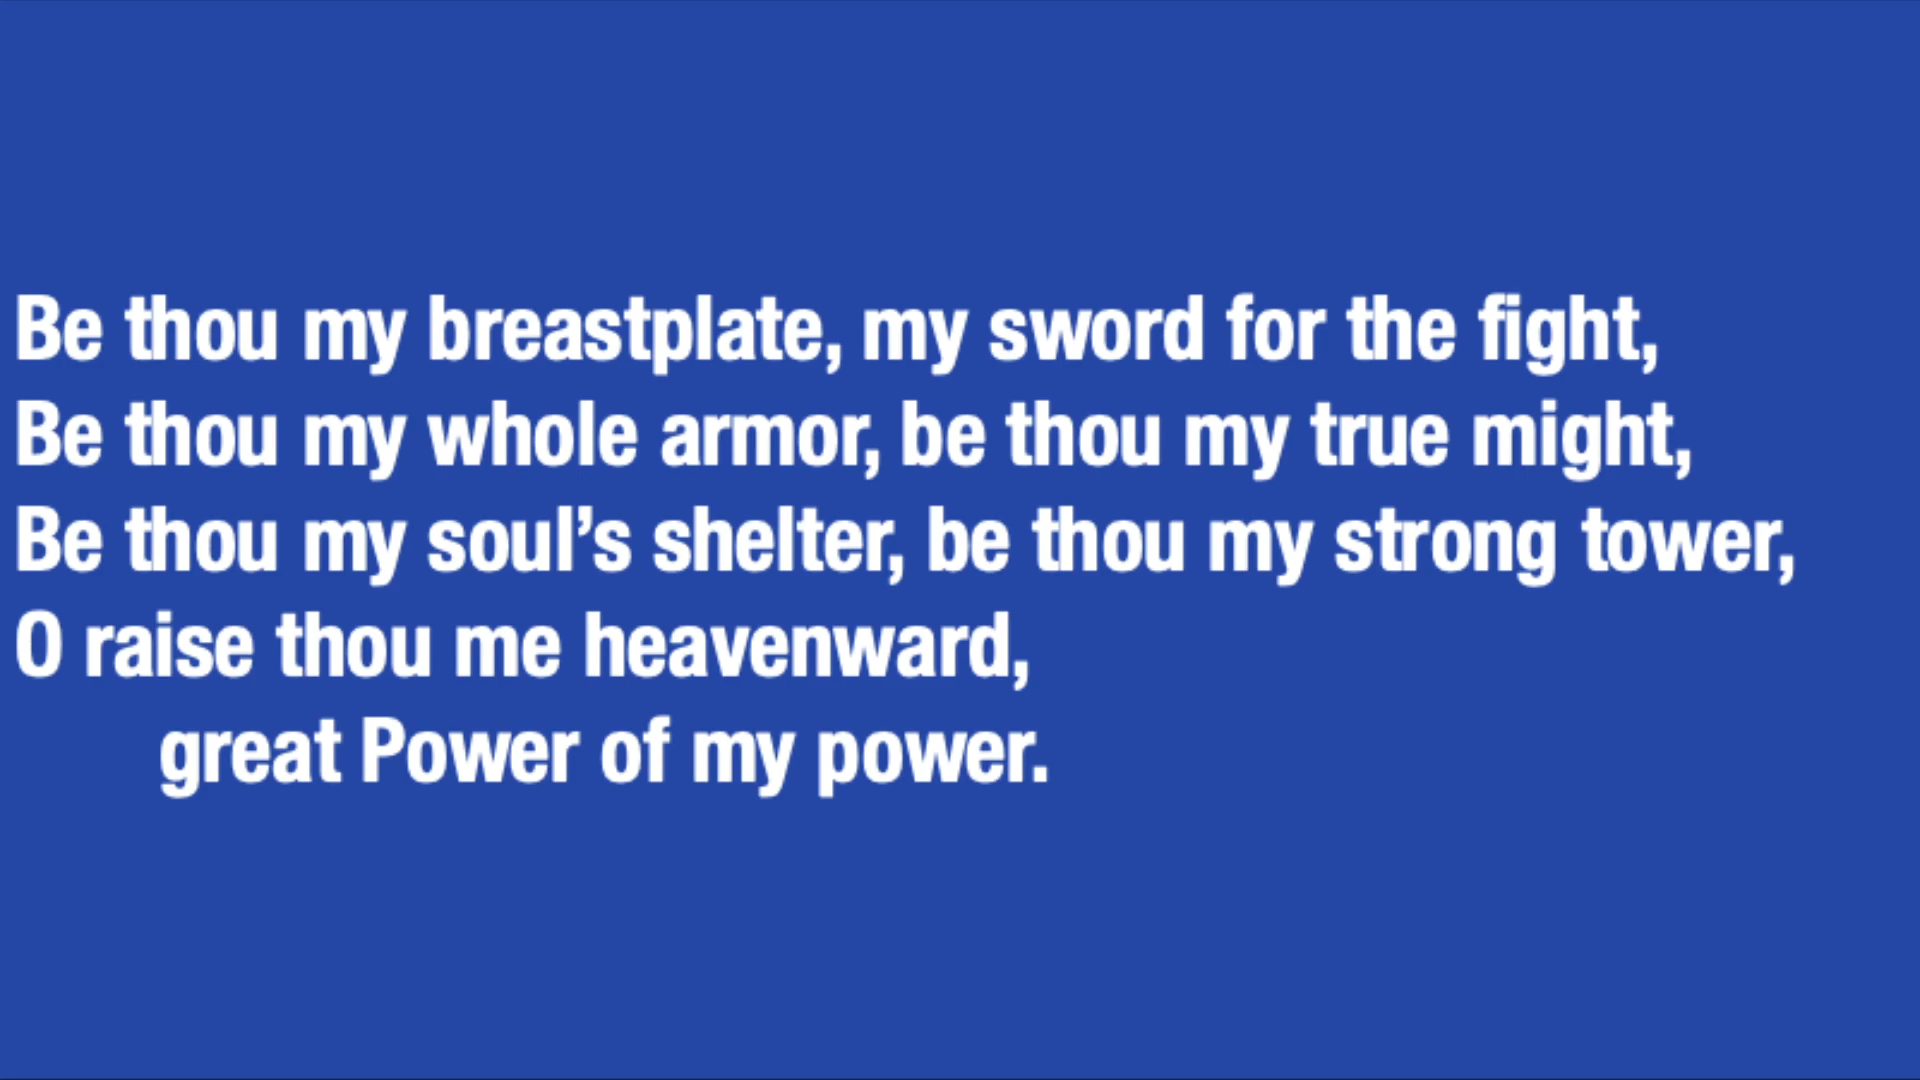 Be thou my breastplate, my sword for the fight,
Be thou my whole armor, be thou my true might,
Be thou my soul’s shelter, be thou my strong tower,
O raise thou me heavenward,
great Power of my power.